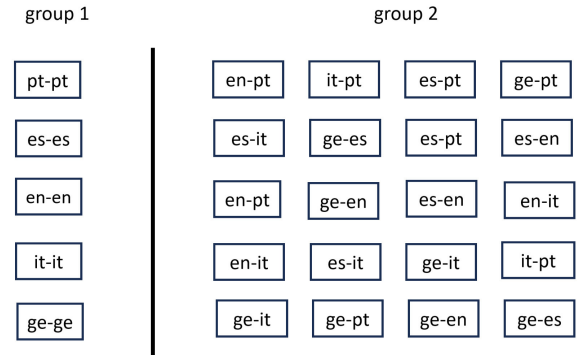 group 1 group 2
pt-pt en-pt it-pt es-pt ge-pt
es-es es-it ge-es es-pt es-en
en-en en-pt ge-en es-en en-it
it-it en-it es-it ge-it it-pt
ge-ge ge-it ge-pt ge-en ge-es